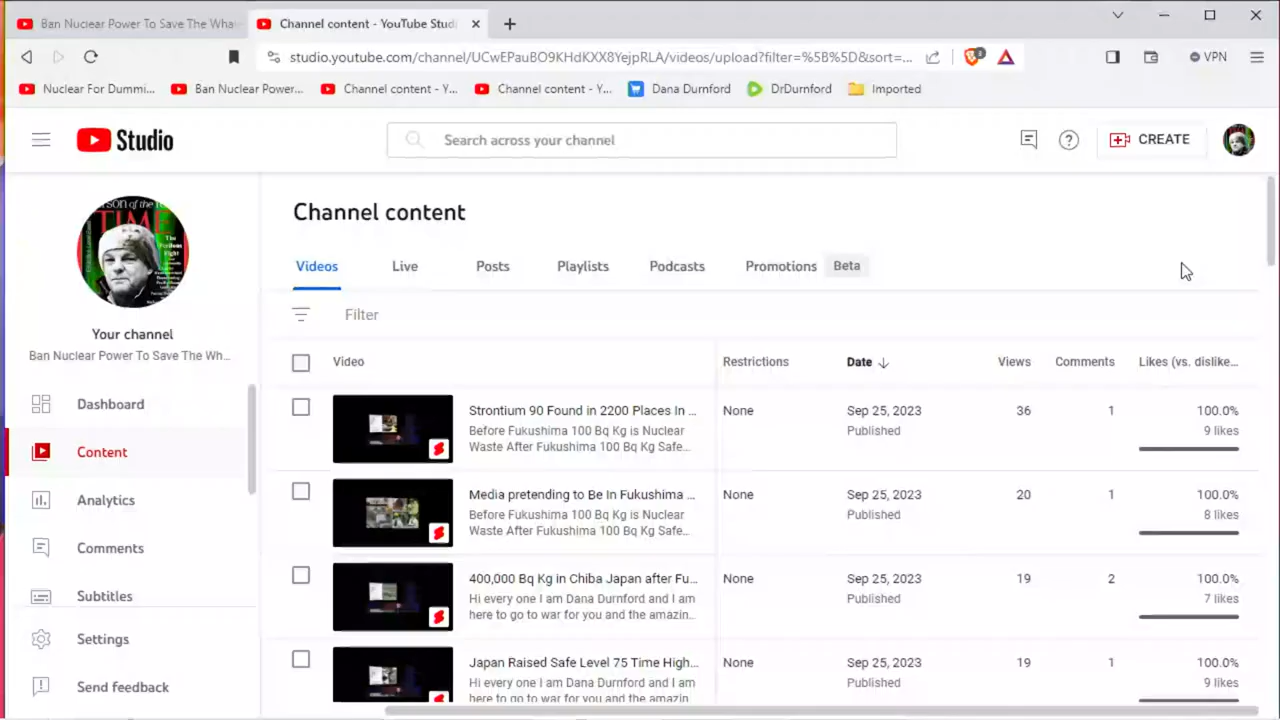 Ban Nuclear Power To Save The Whal
Channel content - YouTube Studi
studio.youtube.com/channel/UCwEPauBO9KHdKXX8YejpRLA/videos/upload?filter=%5B%5D&sort=...
VPN
Nuclear For Dummi...
Ban Nuclear Power...
Channel content - Y...
Channel content - Y...
Dana Durnford
DrDurnford
Imported
Studio
Search across your channel
CREATE
TIME
Your channel
Ban Nuclear Power To Save The Wh...
Dashboard
Content
Analytics
Comments
Subtitles
Settings
Send feedback
Channel content
Videos Live Posts Playlists Podcasts Promotions Beta
Filter
Video Restrictions Date Views Comments Likes (vs. dislike...
Strontium 90 Found in 2200 Places In ... None Sep 25, 2023 36 1 100.0%
Before Fukushima 100 Bq Kg is Nuclear Published 9 likes
Waste After Fukushima 100 Bq Kg Safe...
Media pretending to Be In Fukushima ... None Sep 25, 2023 20 1 100.0%
Before Fukushima 100 Bq Kg is Nuclear Published 8 likes
Waste After Fukushima 100 Bq Kg Safe...
400,000 Bq Kg in Chiba Japan after Fu... None Sep 25, 2023 19 2 100.0%
Hi every one I am Dana Durnford and I am Published 7 likes
here to go to war for you and the amazin...
Japan Raised Safe Level 75 Time High... None Sep 25, 2023 19 1 100.0%
Hi every one I am Dana Durnford and I am Published 9 likes
here to go to war for you and the amazin...